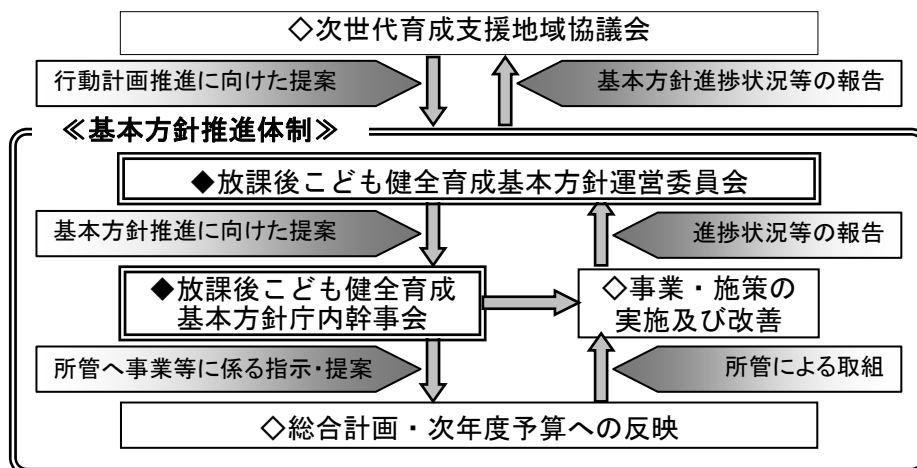 ◇次世代育成支援地域協議会
行動計画推進に向けた提案
基本方針進捗状況等の報告
≪基本方針推進体制≫
◆放課後こども健全育成基本方針運営委員会
基本方針推進に向けた提案
進捗状況等の報告
◆放課後こども健全育成
基本方針庁内幹事会
◇事業・施策の
実施及び改善
所管へ事業等に係る指示・提案
所管による取組
◇総合計画・次年度予算への反映